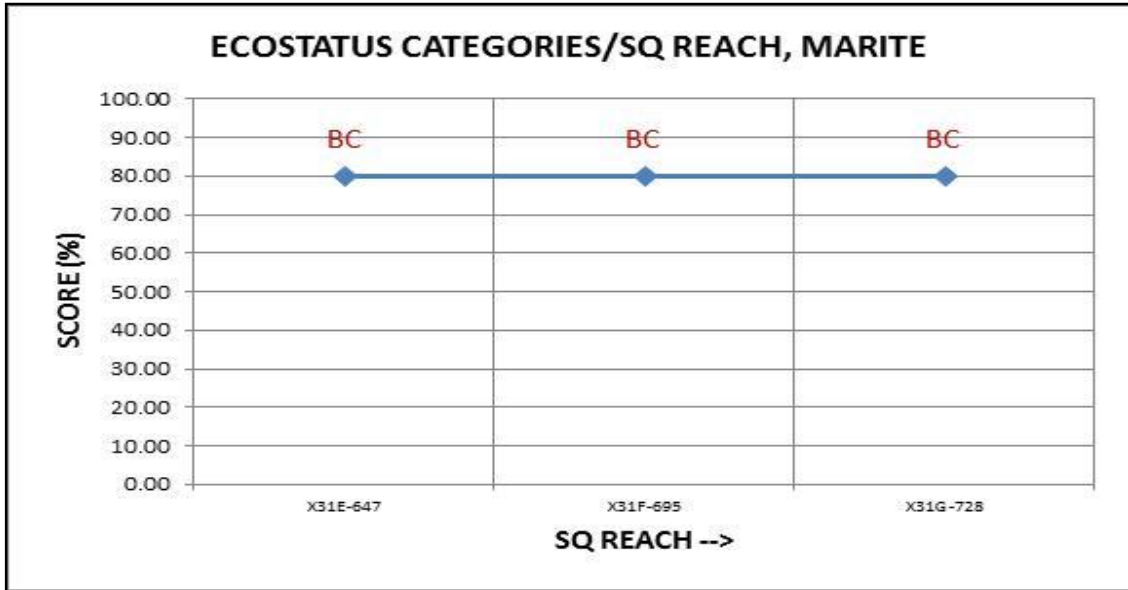 ECOSTATUS CATEGORIES/SQ REACH, MARITE
100.00
90.00
80.00
70.00
60.00
50.00
40.00
30.00
20.00
10.00
0.00
SCORE (%)
BC BC BC
X31E-647 X31F-695 X31G-728
SQ REACH -->